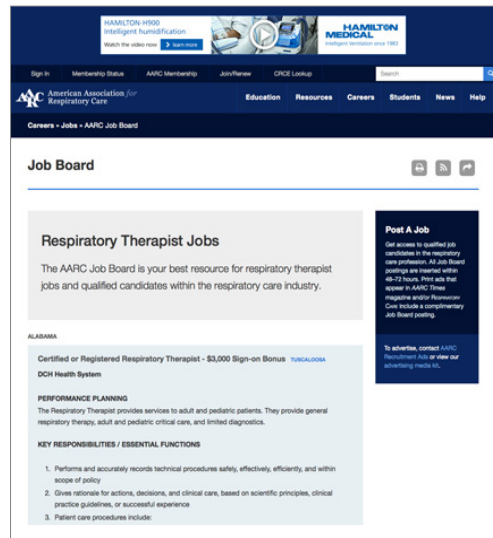 HAMILTON-H900
Intelligent humidification
Watch the video now
learn more
HAMILTON
MEDICAL
Intelligent Ventilation since 1983
Sign In Membership Status AARC Membership Join/Renew CRCE Lookup Search
AARC
American Association for
Respiratory Care
Education Resources Careers Students News Help
Careers » Jobs » AARC Job Board
Job Board
Respiratory Therapist Jobs
The AARC Job Board is your best resource for respiratory therapist
jobs and qualified candidates within the respiratory care industry.
Post A Job
Get access to qualified job
candidates in the respiratory
care profession. All Job Board
postings are inserted within
48–72 hours. Print ads that
appear in AARC Times
magazine and/or Respiratory
Care include a complimentary
Job Board posting.
To advertise, contact AARC
Recruitment Ads or view our
advertising media kit.
ALABAMA
Certified or Registered Respiratory Therapist - $3,000 Sign-on Bonus TUSCALOOSA
DCH Health System
PERFORMANCE PLANNING
The Respiratory Therapist provides services to adult and pediatric patients. They provide general
respiratory therapy, adult and pediatric critical care, and limited diagnostics.
KEY RESPONSIBILITIES / ESSENTIAL FUNCTIONS
1. Performs and accurately records technical procedures safely, effectively, efficiently, and within
scope of policy
2. Gives rationale for actions, decisions, and clinical care, based on scientific principles, clinical
practice guidelines, or successful experience
3. Patient care procedures include: